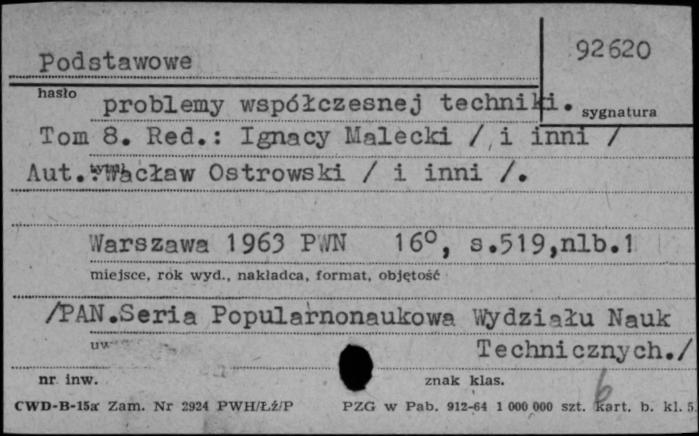 Podstawowe
92620
hasło
problemy współczesnej techniki.
sygnatura
Tom 8. Red.: Ignacy Malecki / i inni /
Aut.: Wacław Ostrowski / i inni /.
Warszawa 1963 PWN 16°, s.519,nlb.1
miejsce, rok wyd., nakładca, format, objętość
/PAN.Seria Popularnonaukowa Wydziału Nauk
uw
Technicznych./
nr inw.
znak klas.
6
CWD-B-15a Zam. Nr 2924 PWH/Łź/P PZG w Pab. 912-64 1 000 000 szt. kart. b. kl. 5